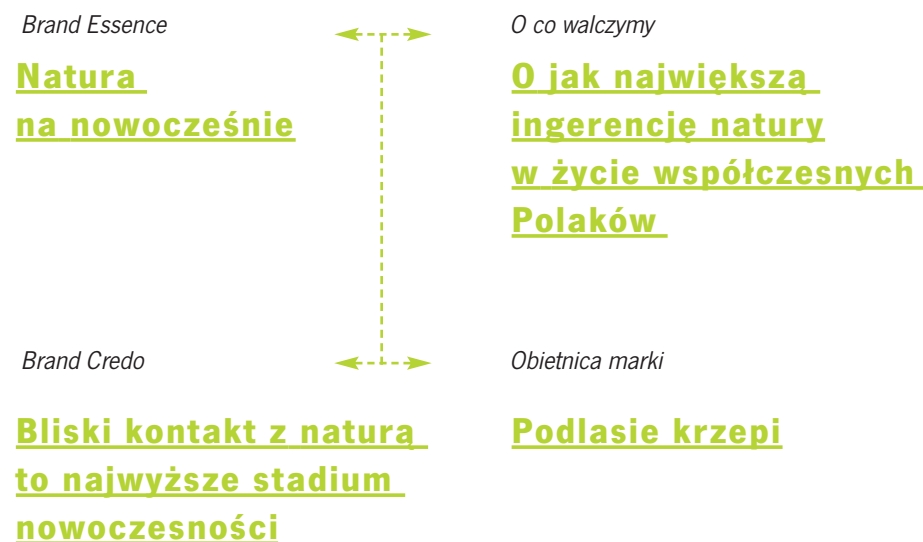 Brand Essence
Natura
na nowocześnie
O co walczymy
O jak największą
ingerencję natury
w życie współczesnych
Polaków
Brand Credo
Bliski kontakt z naturą
to najwyższe stadium
nowoczesności
Obietnica marki
Podlasie krzepi